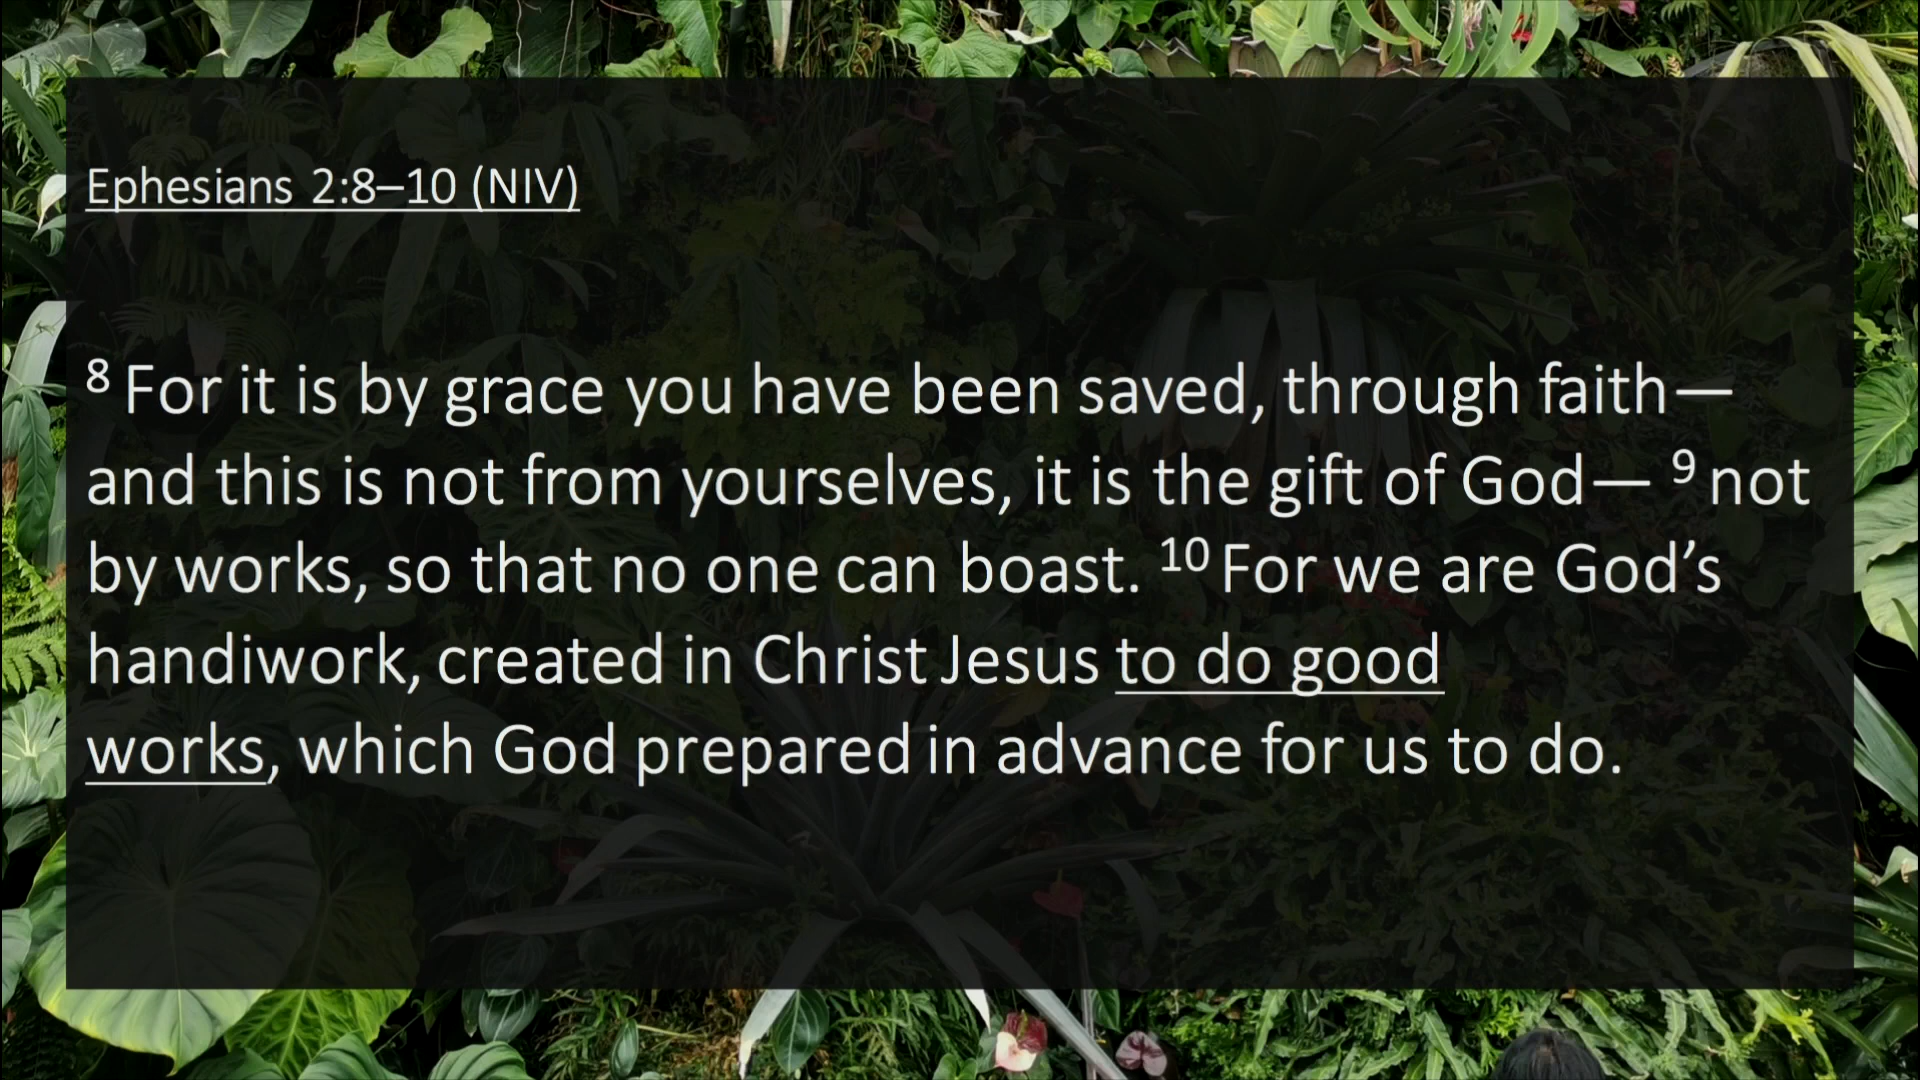 Ephesians 2:8–10 (NIV)
8 For it is by grace you have been saved, through faith—
and this is not from yourselves, it is the gift of God— 9 not
by works, so that no one can boast. 10 For we are God’s
handiwork, created in Christ Jesus to do good
works, which God prepared in advance for us to do.